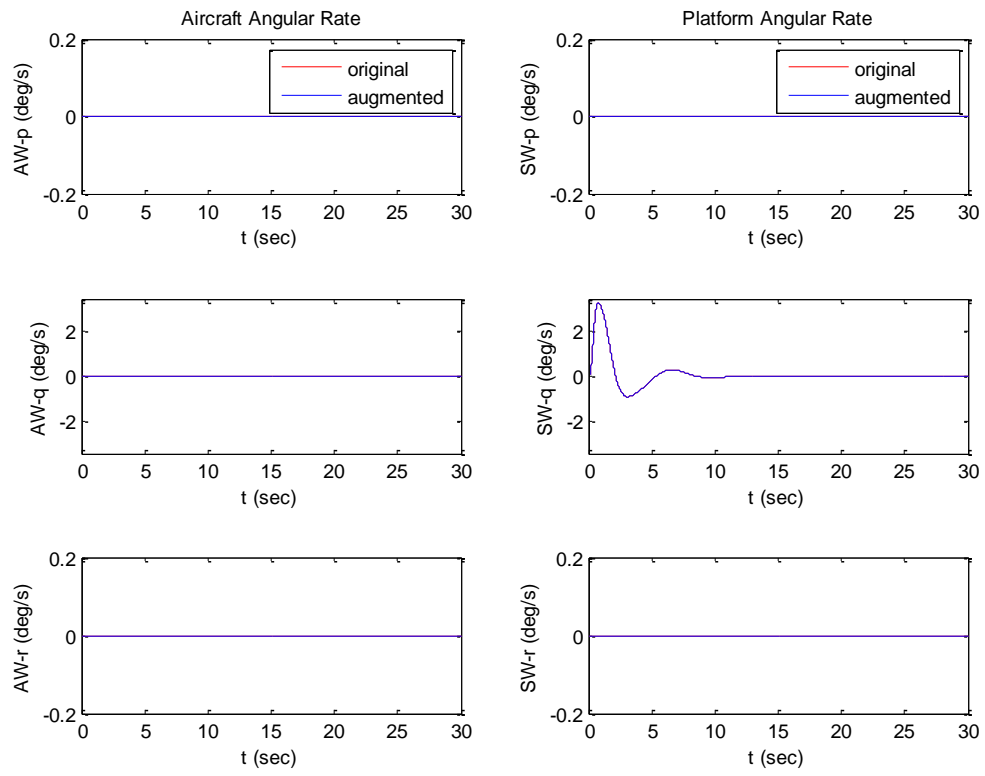 Aircraft Angular Rate
Platform Angular Rate
0.2
0
-0.2
AW-p (deg/s)
original
augmented
0 5 10 15 20 25 30
t (sec)
0.2
0
-0.2
SW-p (deg/s)
original
augmented
0 5 10 15 20 25 30
t (sec)
2
0
-2
AW-q (deg/s)
0 5 10 15 20 25 30
t (sec)
2
0
-2
SW-q (deg/s)
0 5 10 15 20 25 30
t (sec)
0.2
0
-0.2
AW-r (deg/s)
0 5 10 15 20 25 30
t (sec)
0.2
0
-0.2
SW-r (deg/s)
0 5 10 15 20 25 30
t (sec)